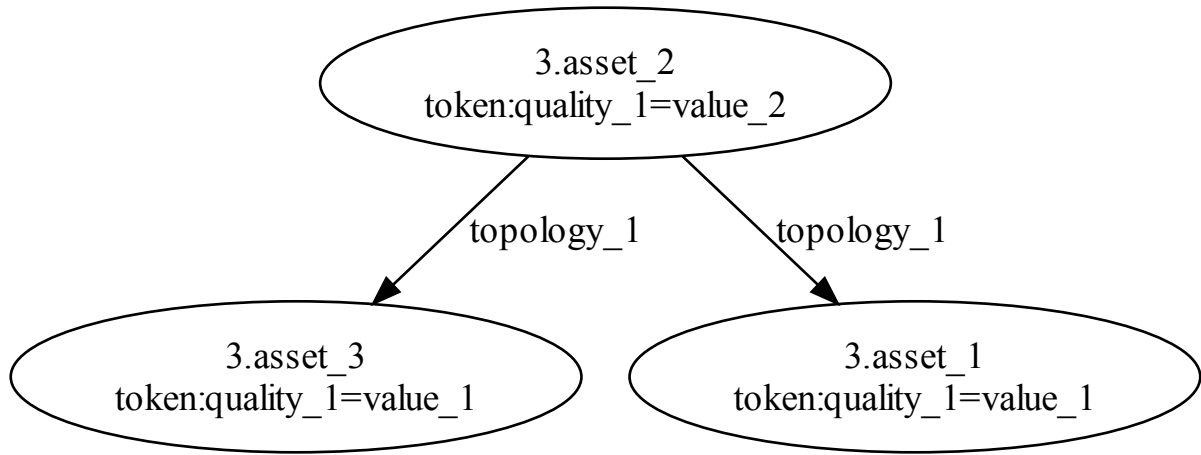 3.asset_2
token:quality_1=value_2
topology_1
topology_1
3.asset_3
token:quality_1=value_1
3.asset_1
token:quality_1=value_1